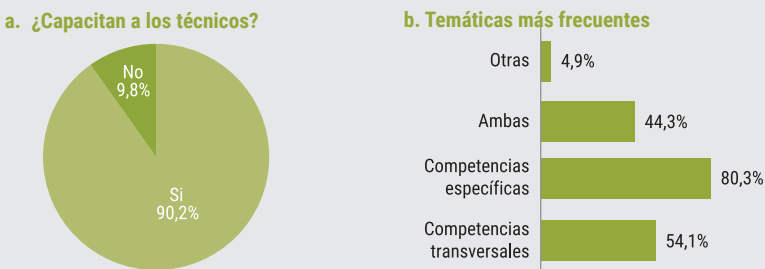 a. ¿Capacitan a los técnicos?
No
9,8%
Si
90,2%
b. Temáticas más frecuentes
Otras
4,9%
Ambas
44,3%
Competencias
específicas
80,3%
Competencias
transversales
54,1%